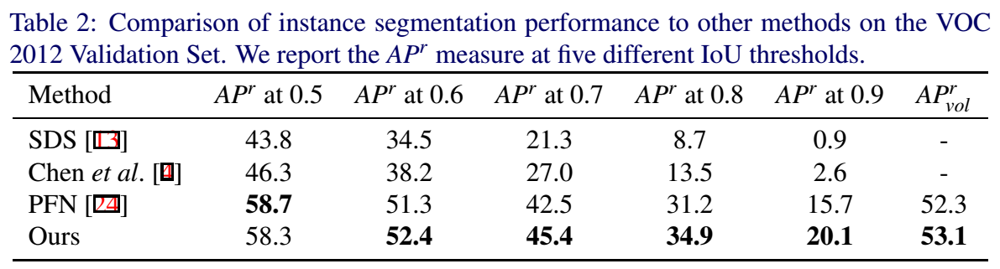 Table 2: Comparison of instance segmentation performance to other methods on the VOC
2012 Validation Set. We report the AP^r measure at five different IoU thresholds.
Method AP^r at 0.5 AP^r at 0.6 AP^r at 0.7 AP^r at 0.8 AP^r at 0.9 AP^r_vol
SDS [13] 43.8 34.5 21.3 8.7 0.9 -
Chen et al. [4] 46.3 38.2 27.0 13.5 2.6 -
PFN [24] 58.7 51.3 42.5 31.2 15.7 52.3
Ours 58.3 52.4 45.4 34.9 20.1 53.1